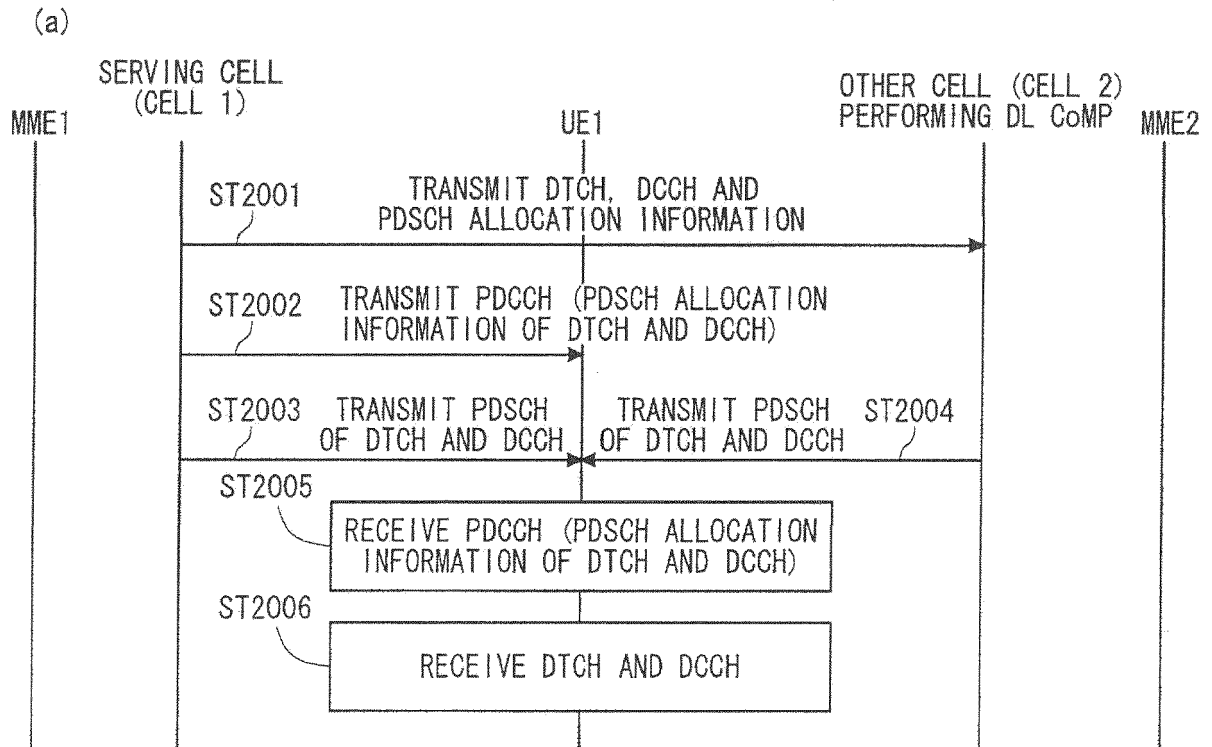 (a)
SERVING CELL
(CELL 1)
OTHER CELL (CELL 2)
PERFORMING DL CoMP
MME1
UE1
MME2
ST2001
TRANSMIT DTCH, DCCH AND
PDSCH ALLOCATION INFORMATION
ST2002
TRANSMIT PDCCH (PDSCH ALLOCATION
INFORMATION OF DTCH AND DCCH)
ST2003
TRANSMIT PDSCH
OF DTCH AND DCCH
TRANSMIT PDSCH
OF DTCH AND DCCH
ST2004
ST2005
RECEIVE PDCCH (PDSCH ALLOCATION
INFORMATION OF DTCH AND DCCH)
ST2006
RECEIVE DTCH AND DCCH